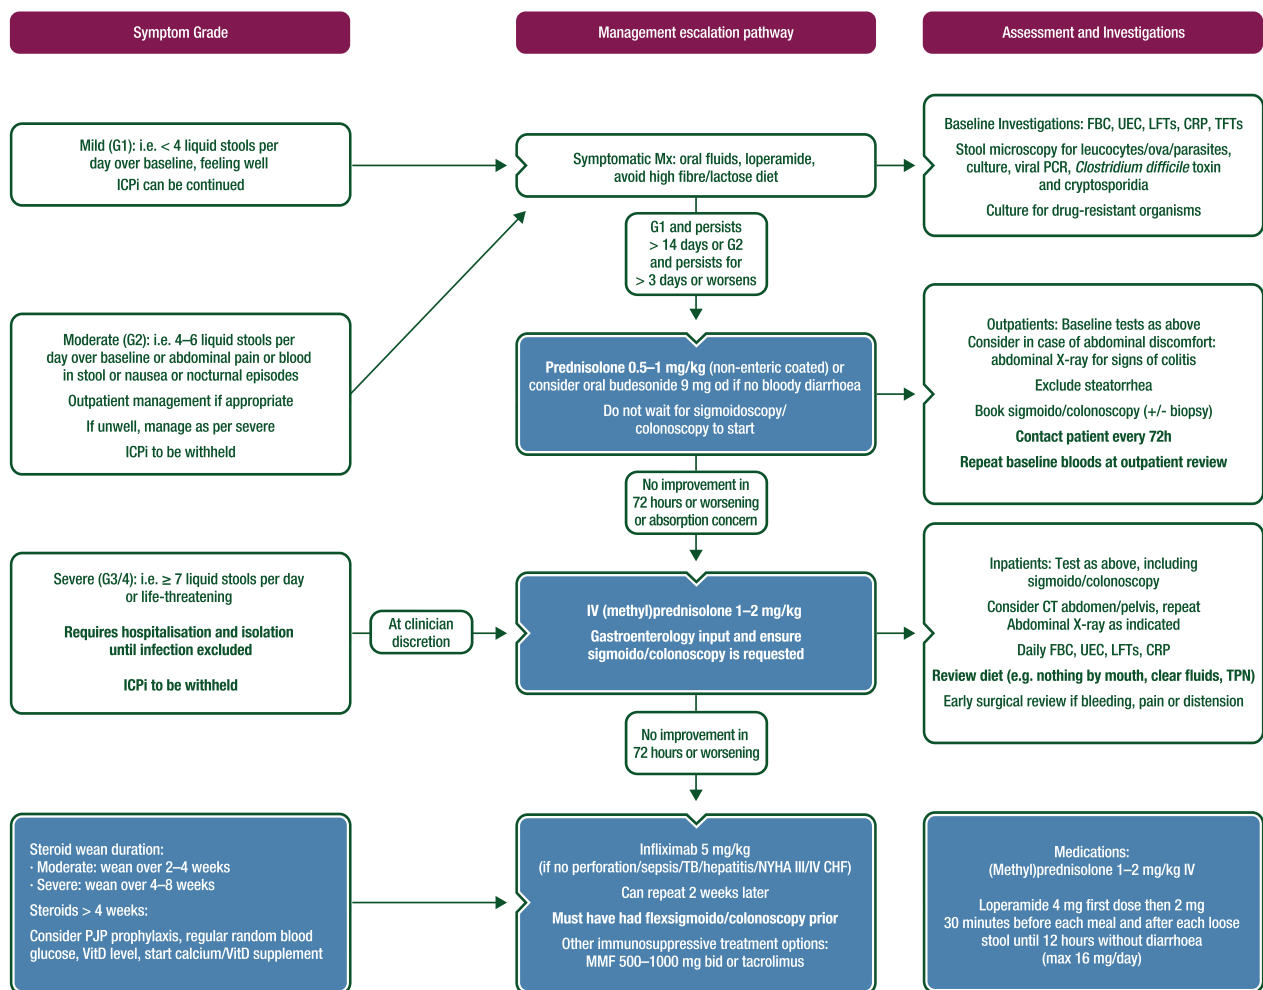 Symptom Grade
Management escalation pathway
Assessment and Investigations
Mild (G1): i.e. < 4 liquid stools per
day over baseline, feeling well
ICPi can be continued
Symptomatic Mx: oral fluids, loperamide,
avoid high fibre/lactose diet
Baseline Investigations: FBC, UEC, LFTs, CRP, TFTs
Stool microscopy for leucocytes/ova/parasites,
culture, viral PCR, Clostridium difficile toxin
and cryptosporidia
Culture for drug-resistant organisms
G1 and persists
> 14 days or G2
and persists for
> 3 days or worsens
Moderate (G2): i.e. 4–6 liquid stools per
day over baseline or abdominal pain or blood
in stool or nausea or nocturnal episodes
Outpatient management if appropriate
If unwell, manage as per severe
ICPi to be withheld
Prednisolone 0.5–1 mg/kg (non-enteric coated) or
consider oral budesonide 9 mg od if no bloody diarrhoea
Do not wait for sigmoidoscopy/
colonoscopy to start
Outpatients: Baseline tests as above
Consider in case of abdominal discomfort:
abdominal X-ray for signs of colitis
Exclude steatorrhea
Book sigmoido/colonoscopy (+/- biopsy)
Contact patient every 72h
Repeat baseline bloods at outpatient review
No improvement in
72 hours or worsening
or absorption concern
Severe (G3/4): i.e. ≥ 7 liquid stools per day
or life-threatening
Requires hospitalisation and isolation
until infection excluded
ICPi to be withheld
At clinician
discretion
IV (methyl)prednisolone 1–2 mg/kg
Gastroenterology input and ensure
sigmoido/colonoscopy is requested
Inpatients: Test as above, including
sigmoido/colonoscopy
Consider CT abdomen/pelvis, repeat
Abdominal X-ray as indicated
Daily FBC, UEC, LFTs, CRP
Review diet (e.g. nothing by mouth, clear fluids, TPN)
Early surgical review if bleeding, pain or distension
No improvement in
72 hours or worsening
Steroid wean duration:
· Moderate: wean over 2–4 weeks
· Severe: wean over 4–8 weeks
Steroids > 4 weeks:
Consider PJP prophylaxis, regular random blood
glucose, VitD level, start calcium/VitD supplement
Infliximab 5 mg/kg
(if no perforation/sepsis/TB/hepatitis/NYHA III/IV CHF)
Can repeat 2 weeks later
Must have had flexsigmoido/colonoscopy prior
Other immunosuppressive treatment options:
MMF 500–1000 mg bid or tacrolimus
Medications:
(Methyl)prednisolone 1–2 mg/kg IV
Loperamide 4 mg first dose then 2 mg
30 minutes before each meal and after each loose
stool until 12 hours without diarrhoea
(max 16 mg/day)